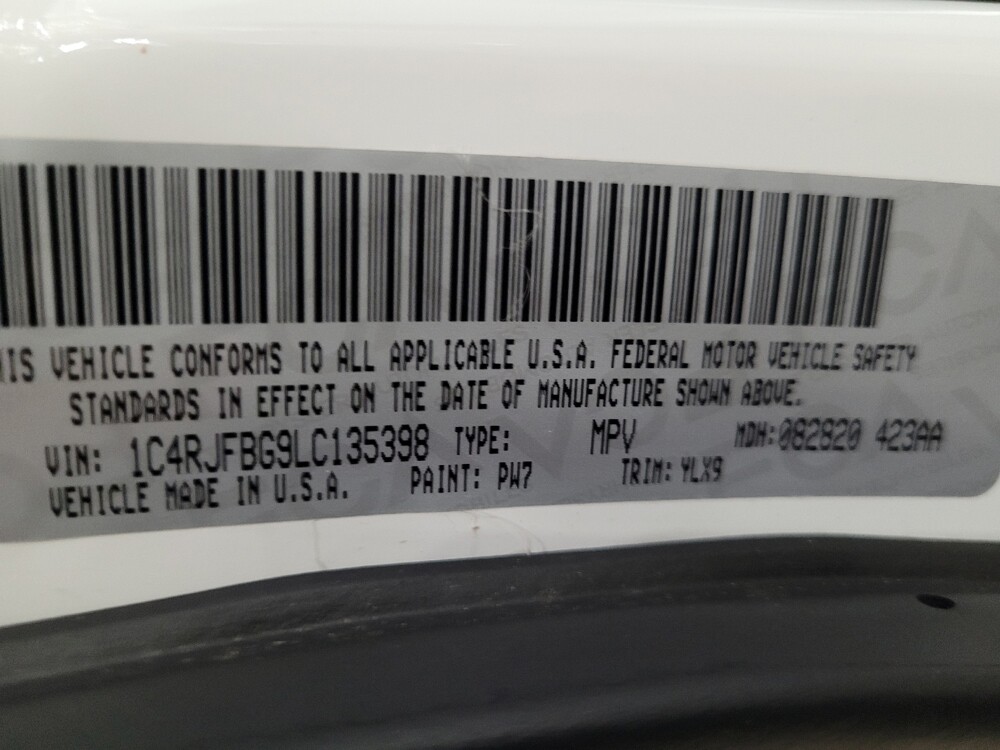 HIS VEHICLE CONFORMS TO ALL APPLICABLE U.S.A. FEDERAL MOTOR VEHICLE SAFETY
STANDARDS IN EFFECT ON THE DATE OF MANUFACTURE SHOWN ABOVE.
VIN: 1C4RJFBG9LC135398 TYPE: MPV MDH: 082820 423AA
VEHICLE MADE IN U.S.A. PAINT: PW7 TRIM: YLX9